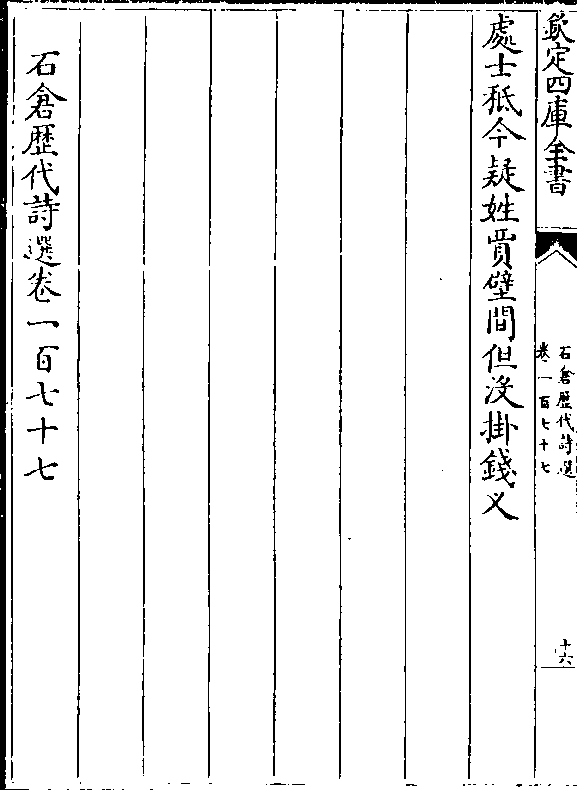 欽定四庫全書
石倉歷代詩選
卷一百七十七
十六
處士秪今疑姓賈壁間但沒掛錢义
石倉歷代詩選卷一百七十七